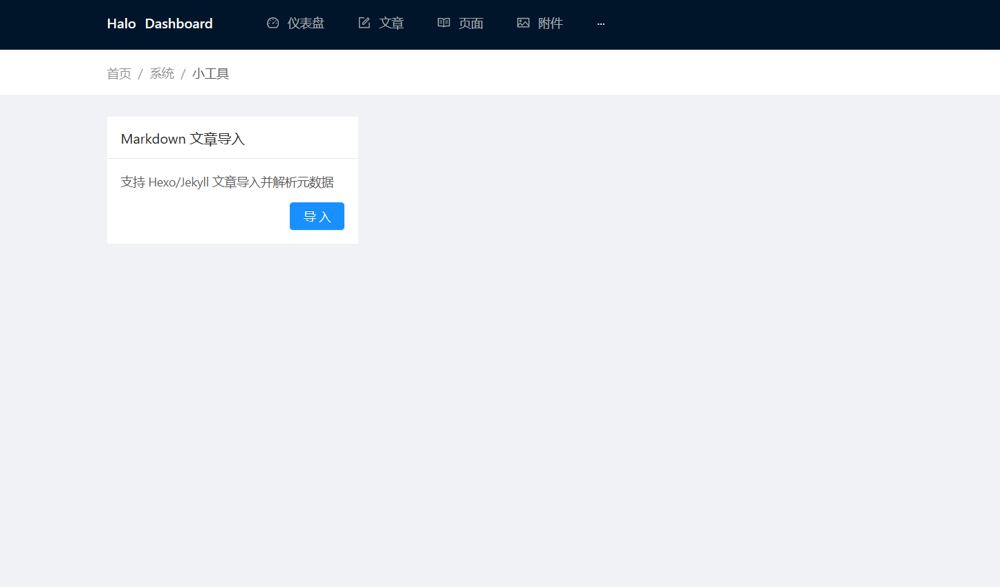 Halo Dashboard 仪表盘 文章 页面 附件 ···
首页 / 系统 / 小工具
Markdown 文章导入
支持 Hexo/Jekyll 文章导入并解析元数据
导 入